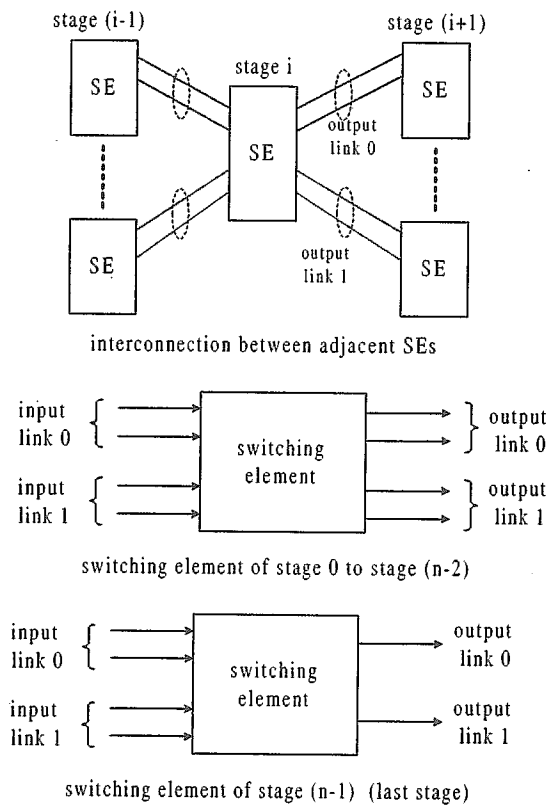 stage (i-1)
stage (i+1)
stage i
SE
SE
SE
output
link 0
SE
SE
output
link 1
interconnection between adjacent SEs
input
link 0
output
link 0
switching
element
input
link 1
output
link 1
switching element of stage 0 to stage (n-2)
input
link 0
output
link 0
switching
element
input
link 1
output
link 1
switching element of stage (n-1) (last stage)